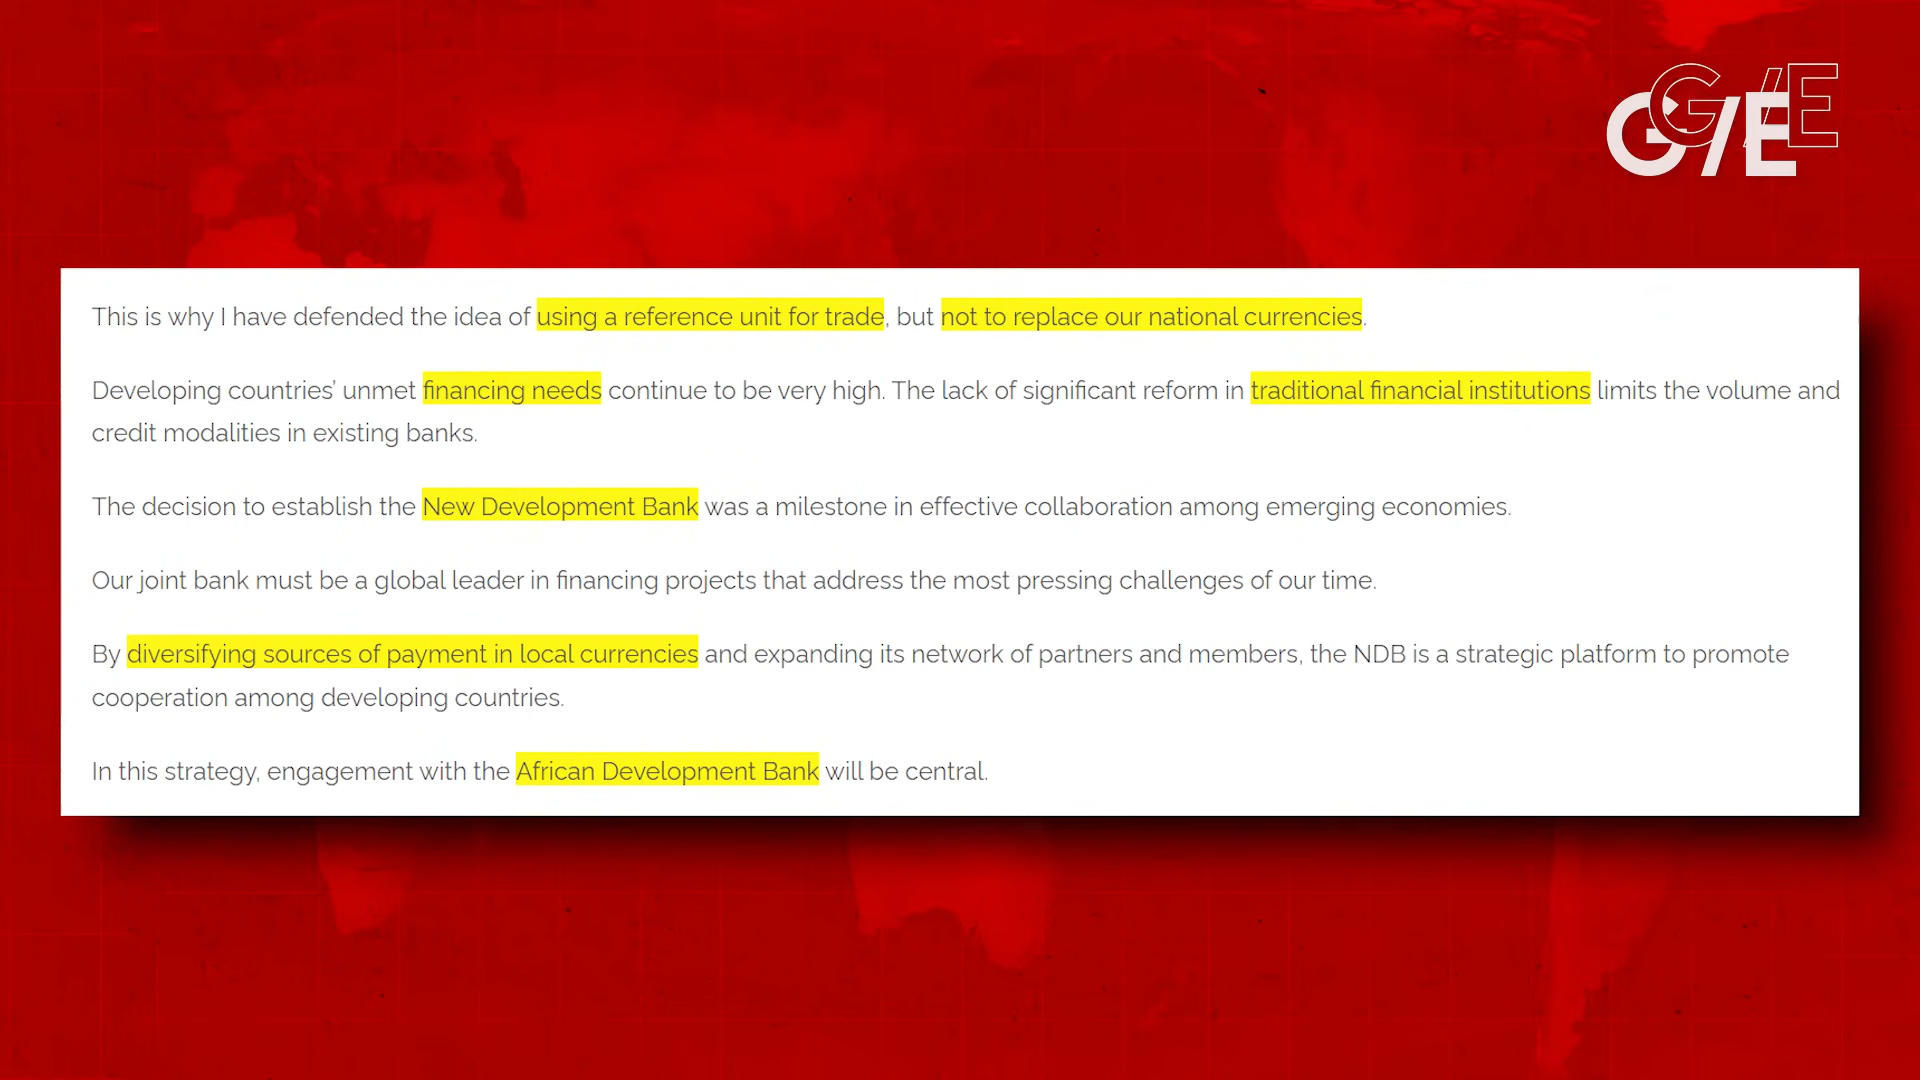 G/E
G/E
This is why I have defended the idea of using a reference unit for trade, but not to replace our national currencies.
Developing countries’ unmet financing needs continue to be very high. The lack of significant reform in traditional financial institutions limits the volume and
credit modalities in existing banks.
The decision to establish the New Development Bank was a milestone in effective collaboration among emerging economies.
Our joint bank must be a global leader in financing projects that address the most pressing challenges of our time.
By diversifying sources of payment in local currencies and expanding its network of partners and members, the NDB is a strategic platform to promote
cooperation among developing countries.
In this strategy, engagement with the African Development Bank will be central.